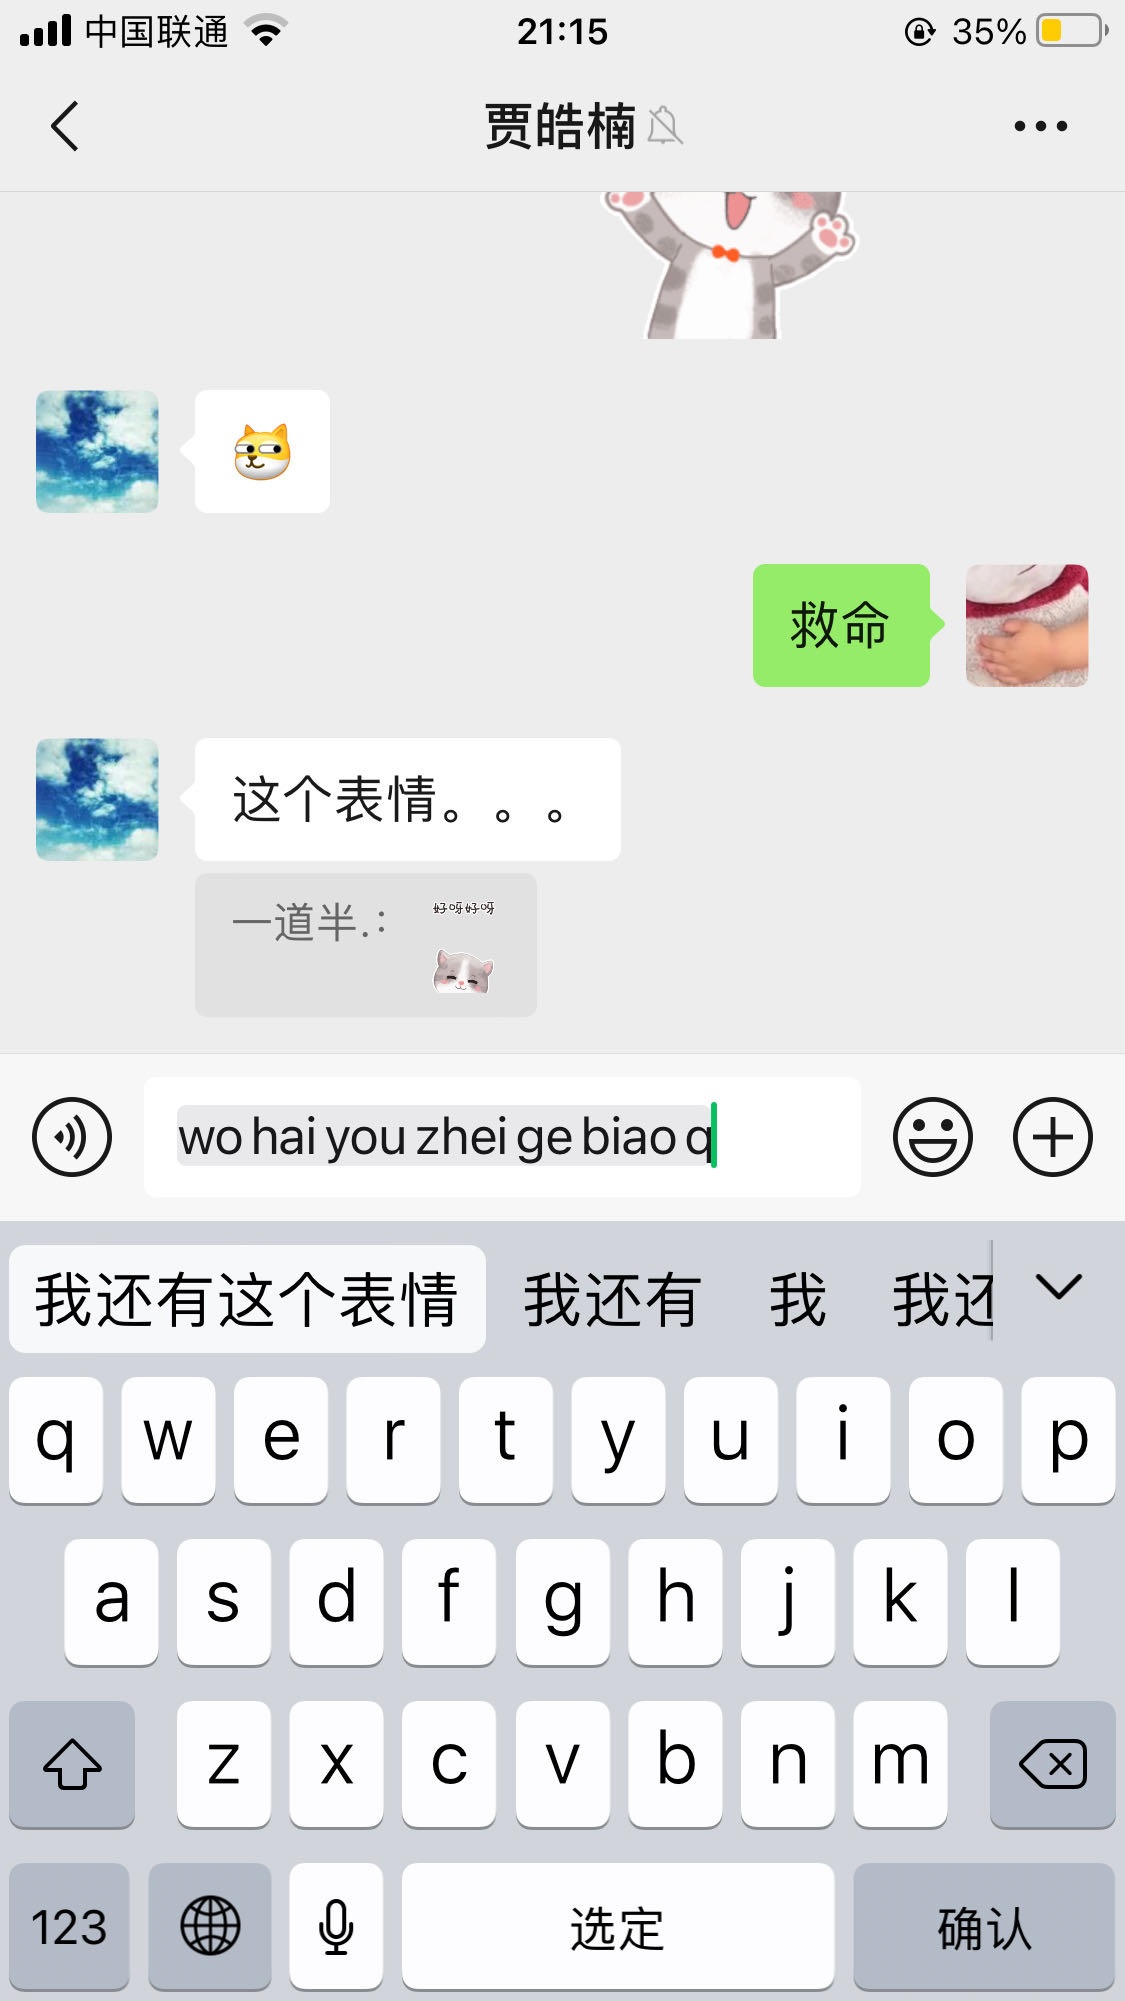 中国联通 21:15 35%
贾皓楠
救命
这个表情。。。
一道半.: 好呀好呀
wo hai you zhei ge biao q
我还有这个表情 我还有 我 我还
q w e r t y u i o p
a s d f g h j k l
z x c v b n m
123 选定 确认